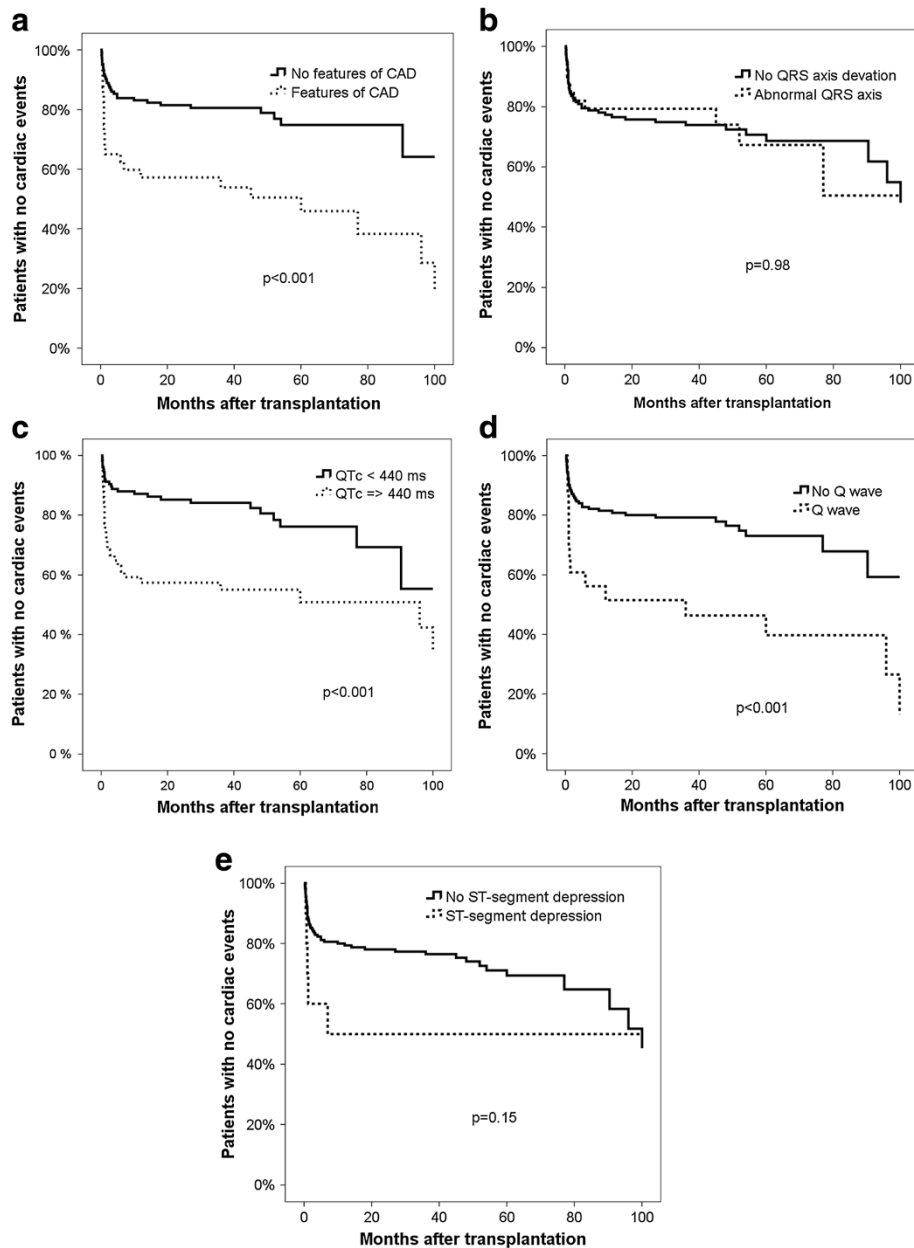 a
Patients with no cardiac events
100%
80%
60%
40%
20%
0%
No features of CAD
Features of CAD
p<0.001
0 20 40 60 80 100
Months after transplantation
b
Patients with no cardiac events
100%
80%
60%
40%
20%
0%
No QRS axis devation
Abnormal QRS axis
p=0.98
0 20 40 60 80 100
Months after transplantation
c
Patients with no cardiac events
100 %
80 %
60 %
40 %
20 %
0 %
QTc < 440 ms
QTc => 440 ms
p<0.001
0 20 40 60 80 100
Months after transplantation
d
Patients with no cardiac events
100%
80%
60%
40%
20%
0%
No Q wave
Q wave
p<0.001
0 20 40 60 80 100
Months after transplantation
e
Patients with no cardiac events
100%
80%
60%
40%
20%
0%
No ST-segment depression
ST-segment depression
p=0.15
0 20 40 60 80 100
Months after transplantation